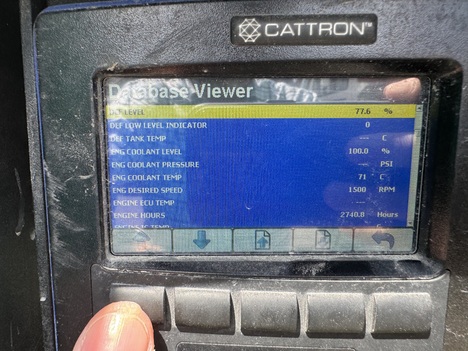 CATTRON™
Database Viewer
DEF LEVEL 77.6 %
DEF LOW LEVEL INDICATOR 0
DEF TANK TEMP --- C
ENG COOLANT LEVEL 100.0 %
ENG COOLANT PRESSURE --- PSI
ENG COOLANT TEMP 71 C
ENG DESIRED SPEED 1500 RPM
ENGINE ECU TEMP ---
ENGINE HOURS 2740.0 Hours